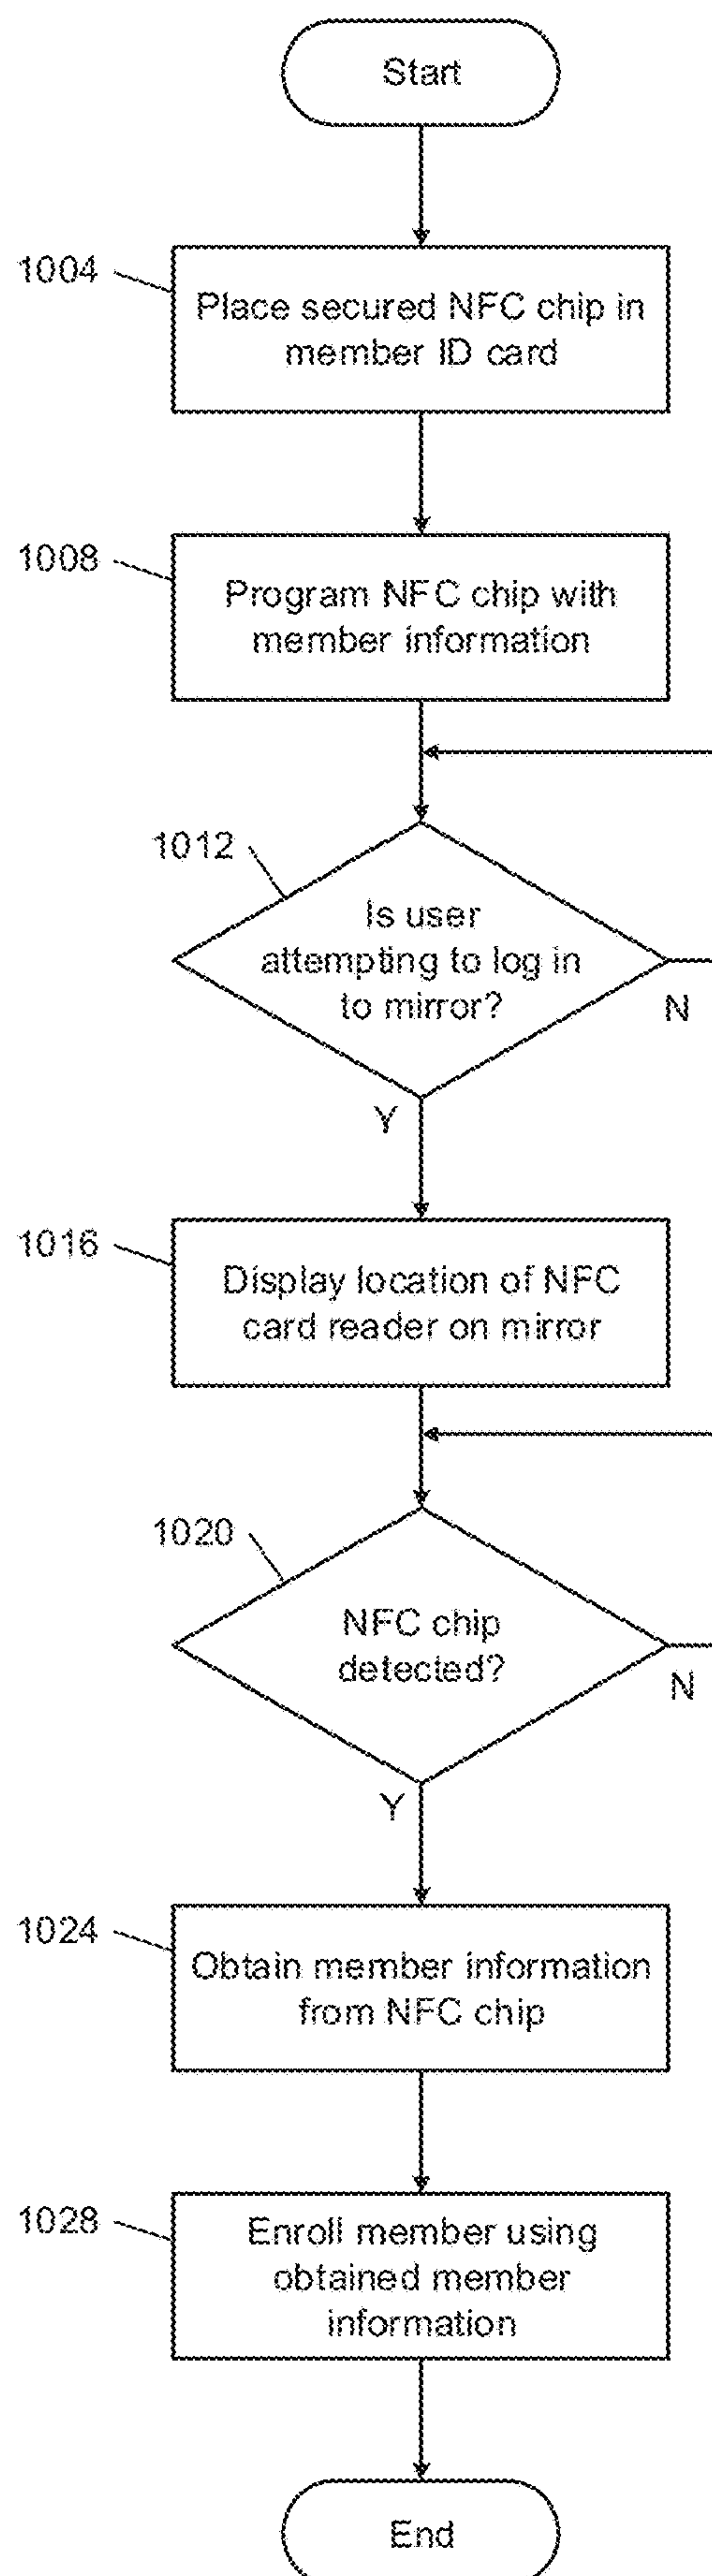 Start
1004
Place secured NFC chip in
member ID card
1008
Program NFC chip with
member information
1012
Is user
attempting to log in
to mirror?
N
Y
1016
Display location of NFC
card reader on mirror
1020
NFC chip
detected?
N
Y
1024
Obtain member information
from NFC chip
1028
Enroll member using
obtained member
information
End